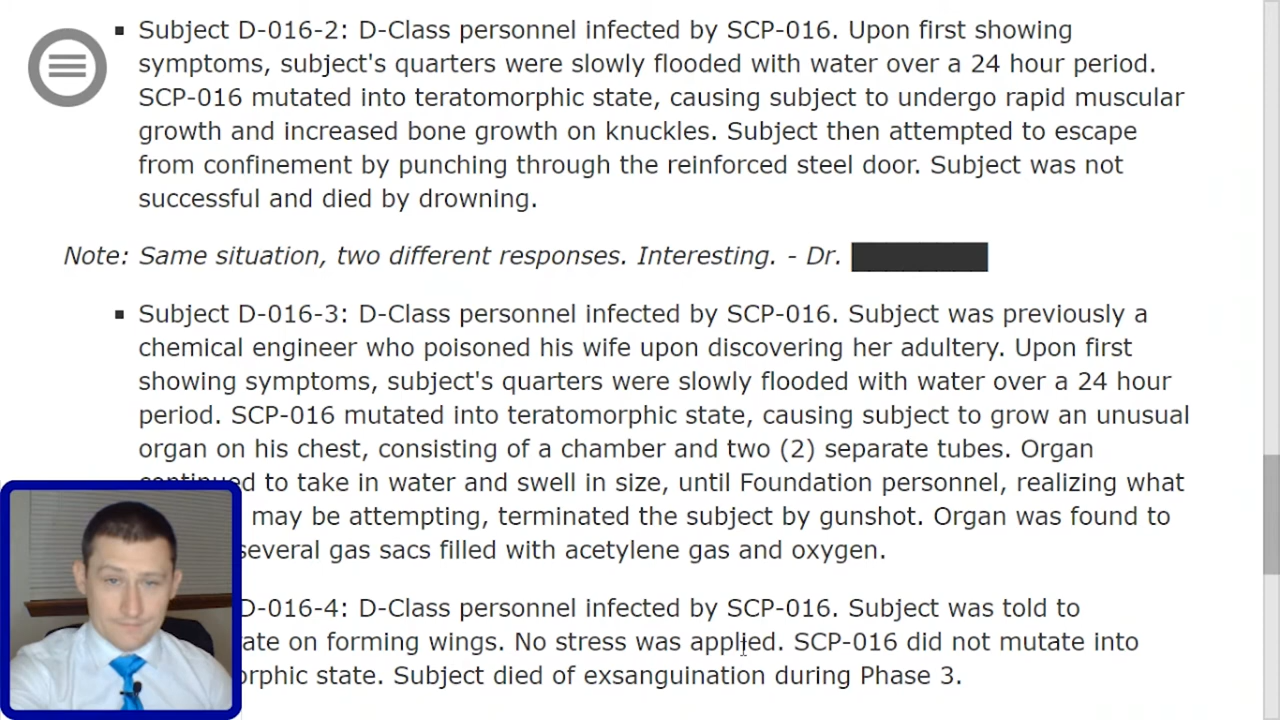 Subject D-016-2: D-Class personnel infected by SCP-016. Upon first showing
symptoms, subject's quarters were slowly flooded with water over a 24 hour period.
SCP-016 mutated into teratomorphic state, causing subject to undergo rapid muscular
growth and increased bone growth on knuckles. Subject then attempted to escape
from confinement by punching through the reinforced steel door. Subject was not
successful and died by drowning.
Note: Same situation, two different responses. Interesting. - Dr.
Subject D-016-3: D-Class personnel infected by SCP-016. Subject was previously a
chemical engineer who poisoned his wife upon discovering her adultery. Upon first
showing symptoms, subject's quarters were slowly flooded with water over a 24 hour
period. SCP-016 mutated into teratomorphic state, causing subject to grow an unusual
organ on his chest, consisting of a chamber and two (2) separate tubes. Organ
to take in water and swell in size, until Foundation personnel, realizing what
may be attempting, terminated the subject by gunshot. Organ was found to
several gas sacs filled with acetylene gas and oxygen.
D-016-4: D-Class personnel infected by SCP-016. Subject was told to
on forming wings. No stress was applied. SCP-016 did not mutate into
state. Subject died of exsanguination during Phase 3.